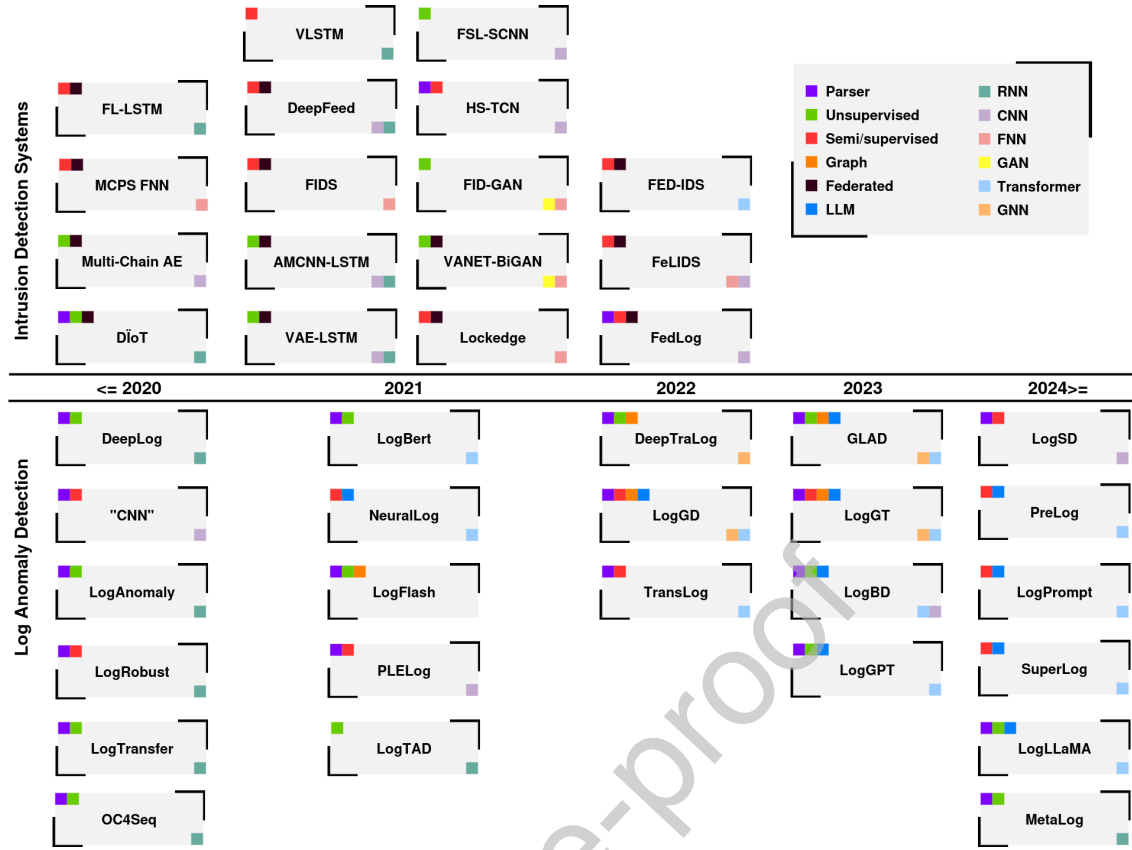 VLSTM
FSL-SCNN
FL-LSTM
DeepFeed
HS-TCN
MCPS FNN
FIDS
FID-GAN
FED-IDS
Multi-Chain AE
AMCNN-LSTM
VANET-BiGAN
FeLIDS
DÏoT
VAE-LSTM
Lockedge
FedLog
Intrusion Detection Systems
Parser
Unsupervised
Semi/supervised
Graph
Federated
LLM
RNN
CNN
FNN
GAN
Transformer
GNN
<= 2020
2021
2022
2023
2024>=
Log Anomaly Detection
DeepLog
LogBert
DeepTraLog
GLAD
LogSD
"CNN"
NeuralLog
LogGD
LogGT
PreLog
LogAnomaly
LogFlash
TransLog
LogBD
LogPrompt
LogRobust
PLELog
LogGPT
SuperLog
LogTransfer
LogTAD
LogLLaMA
OC4Seq
MetaLog
e-proof